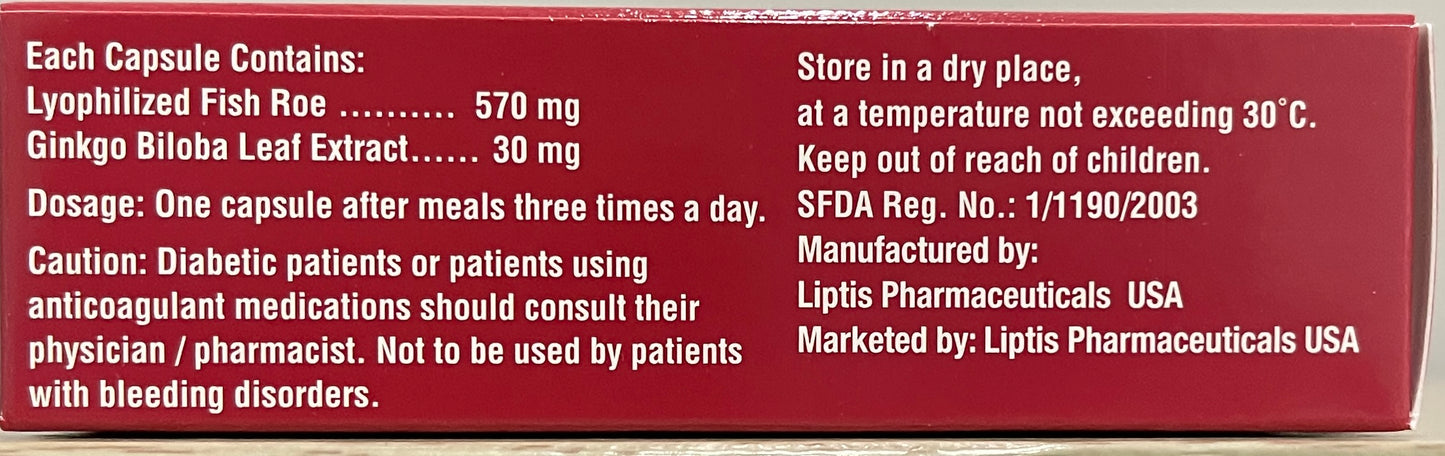 Each Capsule Contains:
Lyophilized Fish Roe .......... 570 mg
Ginkgo Biloba Leaf Extract...... 30 mg
Dosage: One capsule after meals three times a day.
Caution: Diabetic patients or patients using
anticoagulant medications should consult their
physician / pharmacist. Not to be used by patients
with bleeding disorders.
Store in a dry place,
at a temperature not exceeding 30°C.
Keep out of reach of children.
SFDA Reg. No.: 1/1190/2003
Manufactured by:
Liptis Pharmaceuticals USA
Marketed by: Liptis Pharmaceuticals USA